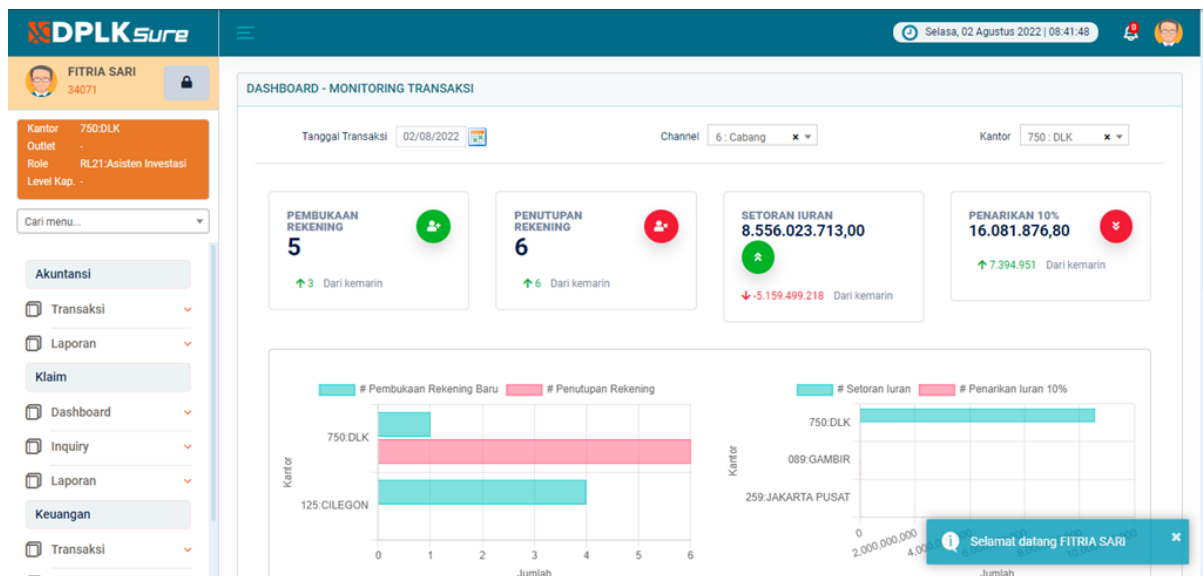 DPLKsure
Selasa, 02 Agustus 2022 | 08:41:48
FITRIA SARI
34071
Kantor 750:DLK
Outlet -
Role RL21:Asisten Investasi
Level Kap. -
Cari menu...
Akuntansi
Transaksi
Laporan
Klaim
Dashboard
Inquiry
Laporan
Keuangan
Transaksi
DASHBOARD - MONITORING TRANSAKSI
Tanggal Transaksi 02/08/2022
Channel 6 : Cabang x
Kantor 750 : DLK x
PEMBUKAAN
REKENING
5
3 Dari kemarin
PENUTUPAN
REKENING
6
6 Dari kemarin
SETORAN IURAN
8.556.023.713,00
-5.159.499.218 Dari kemarin
PENARIKAN 10%
16.081.876,80
7.394.951 Dari kemarin
# Pembukaan Rekening Baru # Penutupan Rekening
750:DLK
125:CILEGON
Kantor
0 1 2 3 4 5 6
Jumlah
# Setoran Iuran # Penarikan Iuran 10%
750:DLK
089:GAMBIR
259:JAKARTA PUSAT
Kantor
0
2,000,000,000
Jumlah
Selamat datang FITRIA SARI